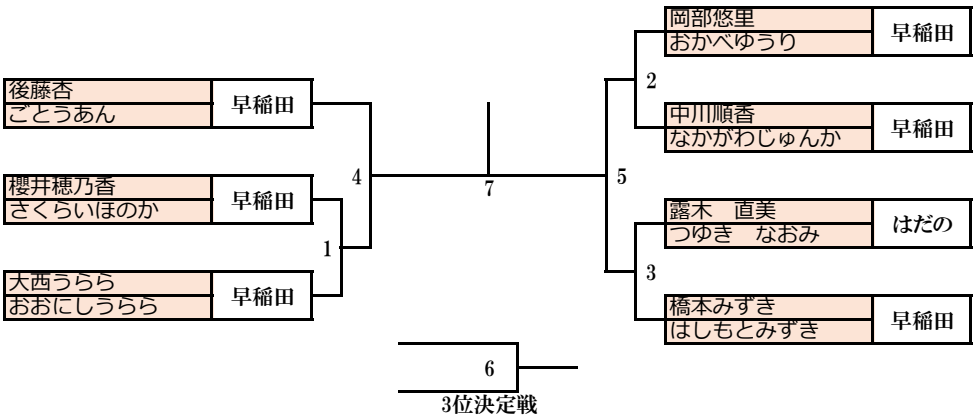 後藤杏
ごとうあん
早稲田
櫻井穂乃香
さくらいほのか
早稲田
大西うらら
おおにしうらら
早稲田
1
4
7
岡部悠里
おかべゆうり
早稲田
中川順香
なかがわじゅんか
早稲田
2
露木　直美
つゆき　なおみ
はだの
橋本みずき
はしもとみずき
早稲田
3
5
6
3位決定戦